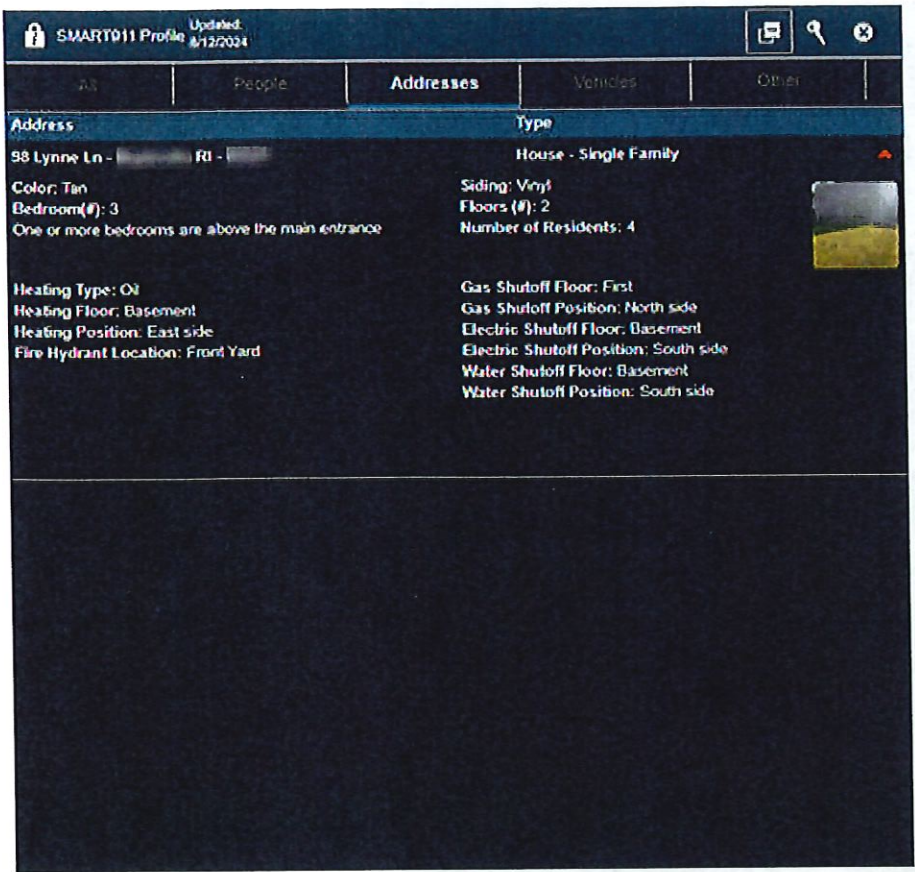 SMART911 Profile Updated:
8/12/2024
All People Addresses Vehicles Other
Address Type
98 Lynne Ln - RI - House - Single Family
Color: Tan Siding: Vinyl
Bedroom(#): 3 Floors (#): 2
One or more bedrooms are above the main entrance Number of Residents: 4
Heating Type: Oil Gas Shutoff Floor: First
Heating Floor: Basement Gas Shutoff Position: North side
Heating Position: East side Electric Shutoff Floor: Basement
Fire Hydrant Location: Front Yard Electric Shutoff Position: South side
Water Shutoff Floor: Basement
Water Shutoff Position: South side